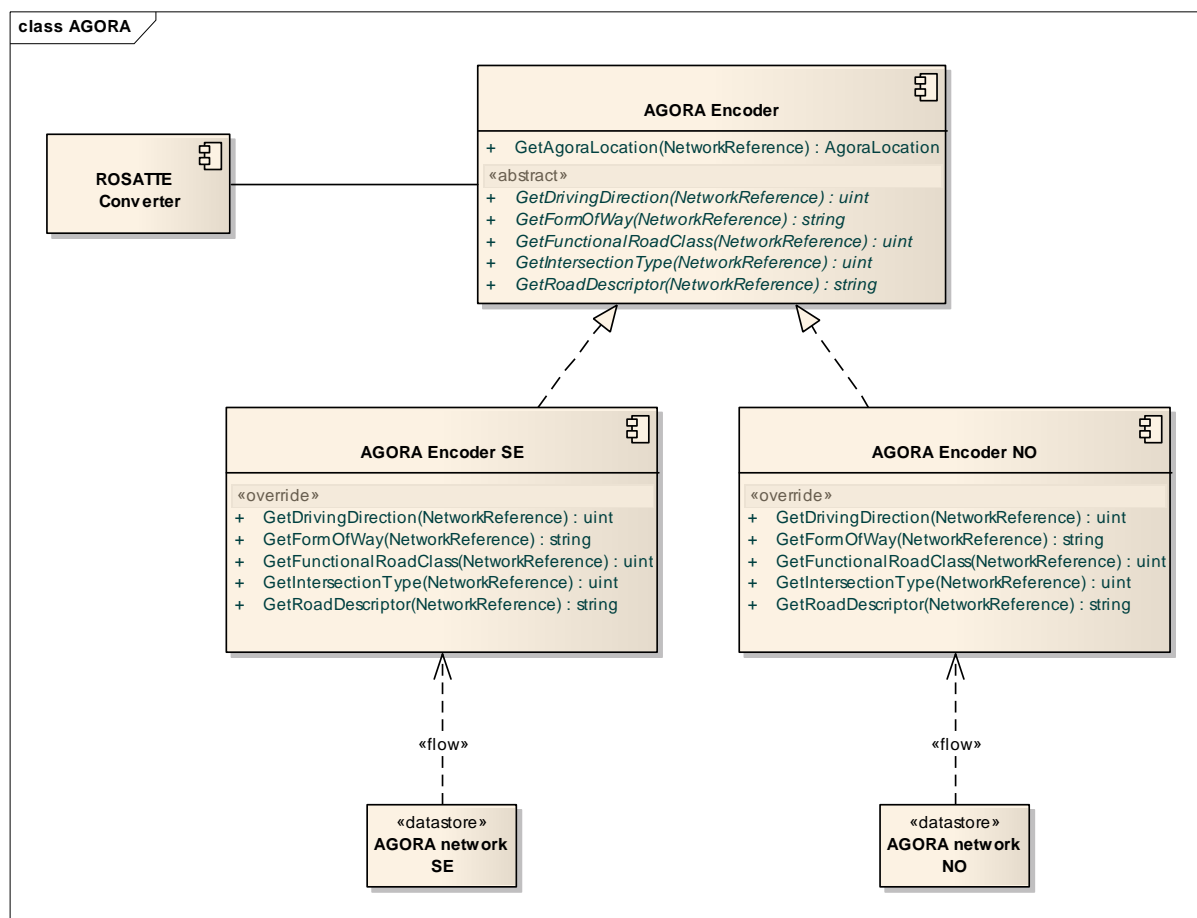 class AGORA
AGORA Encoder
+ GetAgoraLocation(NetworkReference) : AgoraLocation
«abstract»
+ GetDrivingDirection(NetworkReference) : uint
+ GetFormOfWay(NetworkReference) : string
+ GetFunctionalRoadClass(NetworkReference) : uint
+ GetIntersectionType(NetworkReference) : uint
+ GetRoadDescriptor(NetworkReference) : string
ROSATTE
Converter
AGORA Encoder SE
«override»
+ GetDrivingDirection(NetworkReference) : uint
+ GetFormOfWay(NetworkReference) : string
+ GetFunctionalRoadClass(NetworkReference) : uint
+ GetIntersectionType(NetworkReference) : uint
+ GetRoadDescriptor(NetworkReference) : string
AGORA Encoder NO
«override»
+ GetDrivingDirection(NetworkReference) : uint
+ GetFormOfWay(NetworkReference) : string
+ GetFunctionalRoadClass(NetworkReference) : uint
+ GetIntersectionType(NetworkReference) : uint
+ GetRoadDescriptor(NetworkReference) : string
«flow»
«flow»
«datastore»
AGORA network
SE
«datastore»
AGORA network
NO